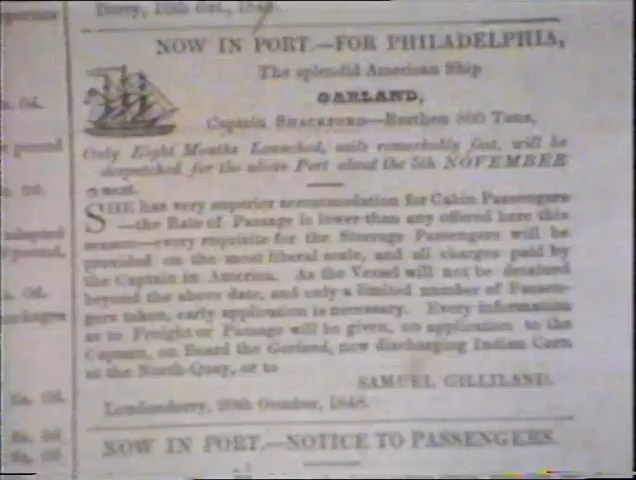 Derry,
NOW IN PORT.—FOR PHILADELPHIA,
The splendid American Ship
GARLAND,
Captain SHACKFORD—Burthen 800 Tons,
Only Eight Months Launched, sails remarkably fast, will be
despatched for the above Port about the 5th NOVEMBER
next.
SHE has very superior accommodation for Cabin Passengers
—the Rate of Passage is lower than any offered here this
season—every requisite for the Steerage Passengers will be
provided on the most liberal scale, and all charges paid by
the Captain in America. As the Vessel will not be detained
beyond the above date, and only a limited number of Passen-
gers taken, early application is necessary. Every information
as to Freight or Passage will be given, on application to the
Captain, on Board the Garland, now discharging Indian Corn
at the North-Quay, or to
SAMUEL GILLILAND.
Londonderry, October,
NOW IN PORT.—NOTICE TO PASSENGERS.